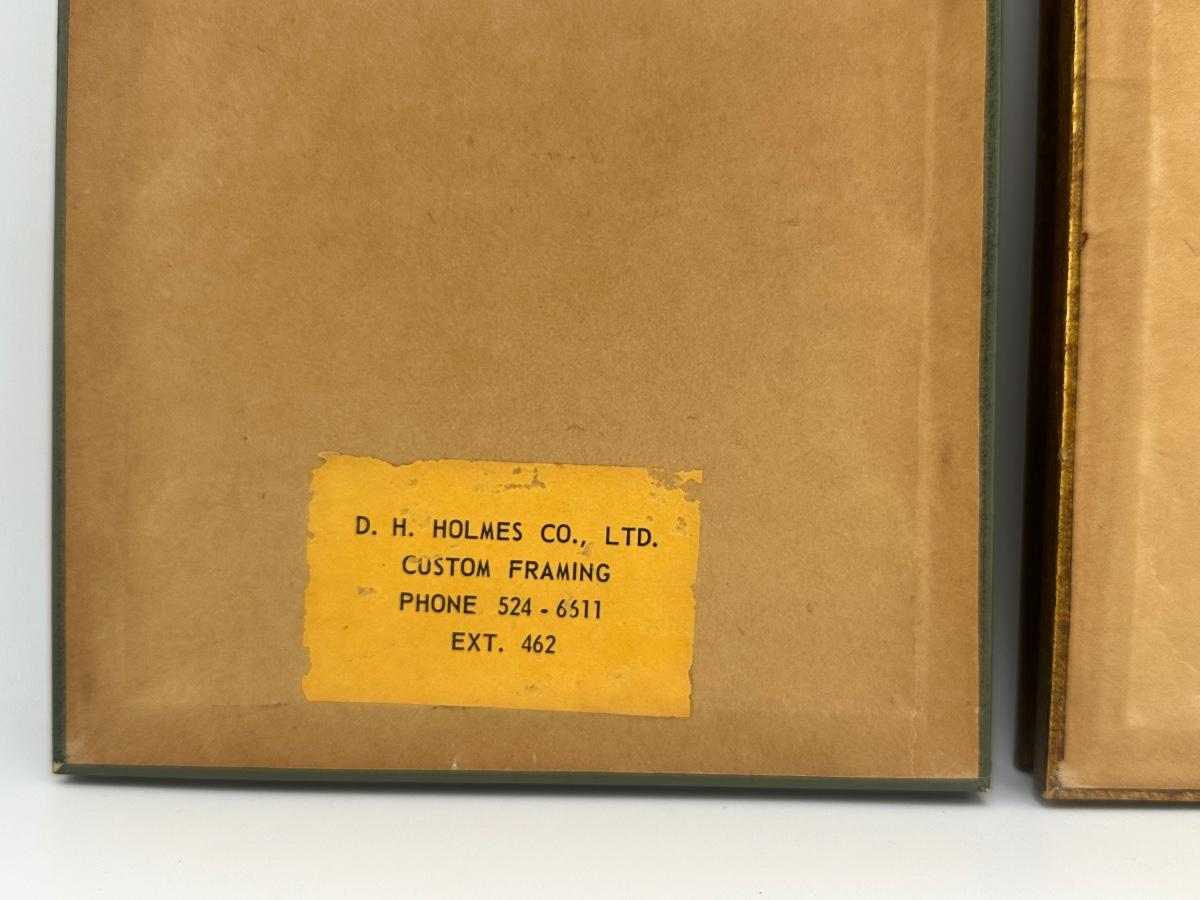 D. H. HOLMES CO., LTD.
CUSTOM FRAMING
PHONE 524 - 6611
EXT. 462